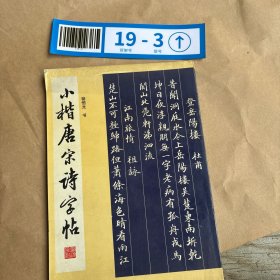 19-3
小楷唐宋诗字帖
书
登岳陽樓 杜甫
昔聞洞庭水今上岳陽樓吴楚東南坼乾
坤日夜浮親朋無一字老病有孤舟戎馬
關山北憑軒涕泗流
江南旅情 祖詠
楚山不可極歸路但蕭條海色晴看雨江